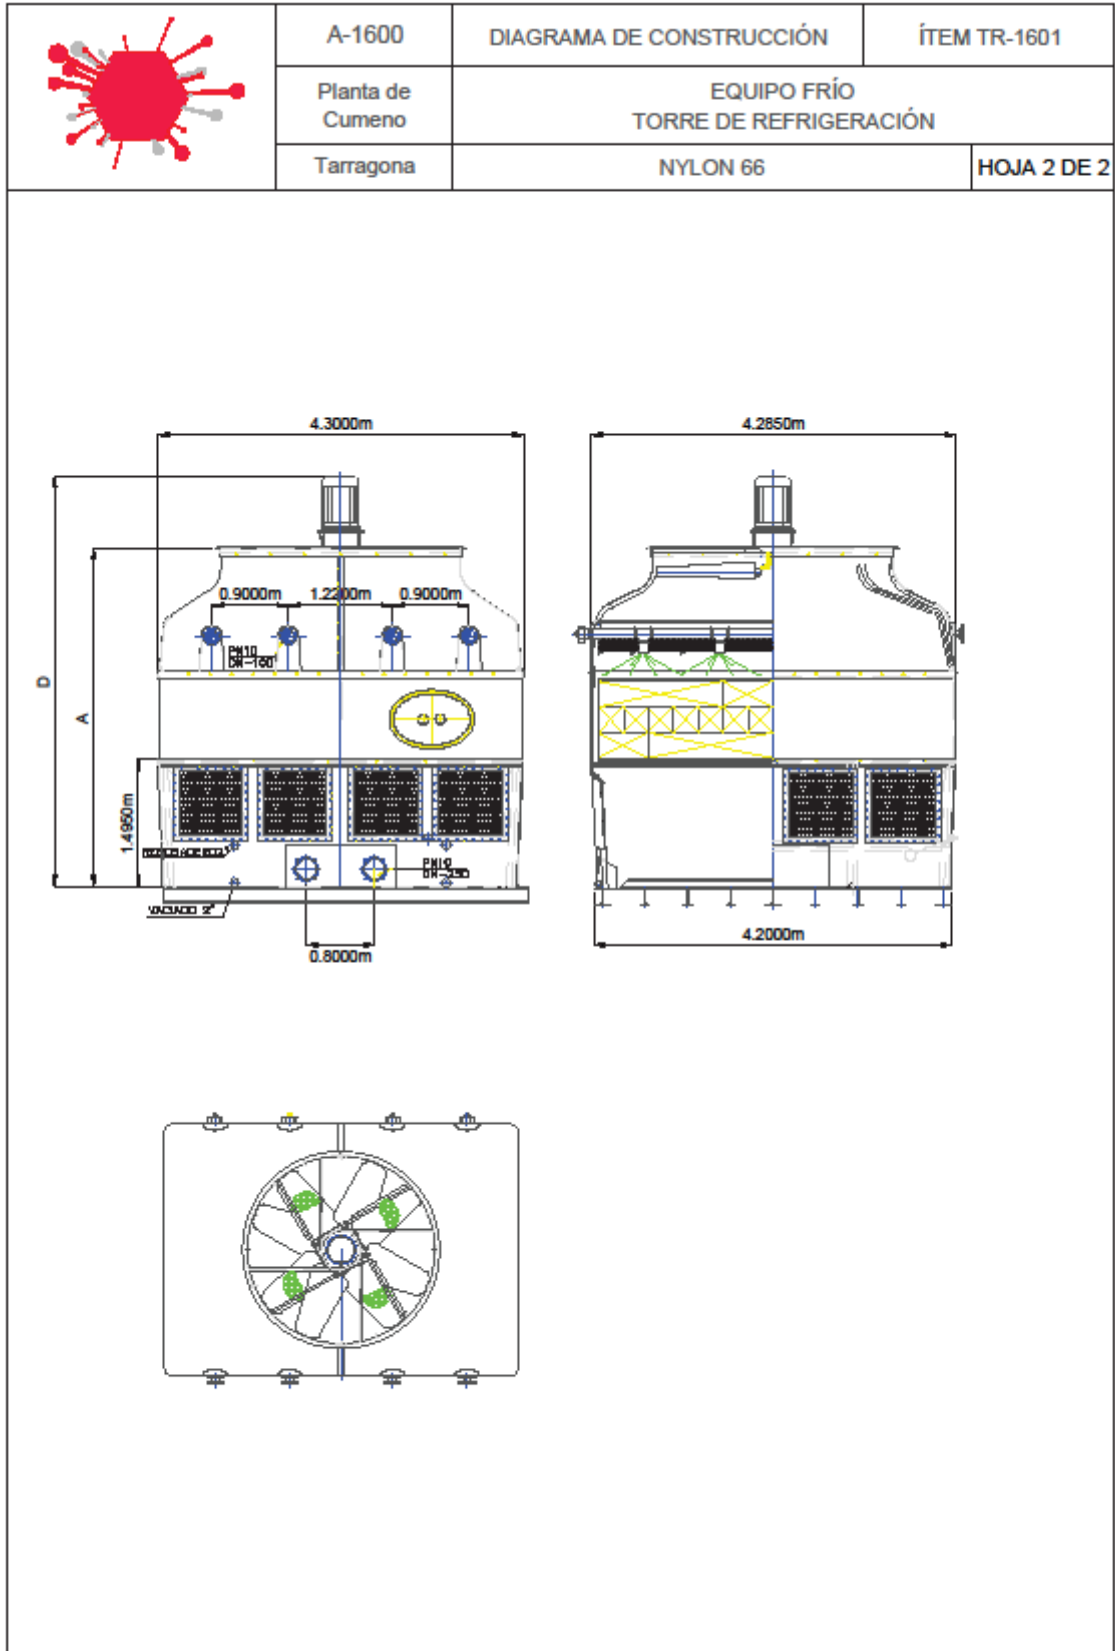 A-1600
DIAGRAMA DE CONSTRUCCIÓN
ÍTEM TR-1601
Planta de
Cumeno
EQUIPO FRÍO
TORRE DE REFRIGERACIÓN
Tarragona
NYLON 66
HOJA 2 DE 2
4.3000m
4.2850m
0.9000m
1.2200m
0.9000m
PN10
DN-100
D
A
1.4950m
PN10
DN-250
VACIADO 2"
0.8000m
4.2000m